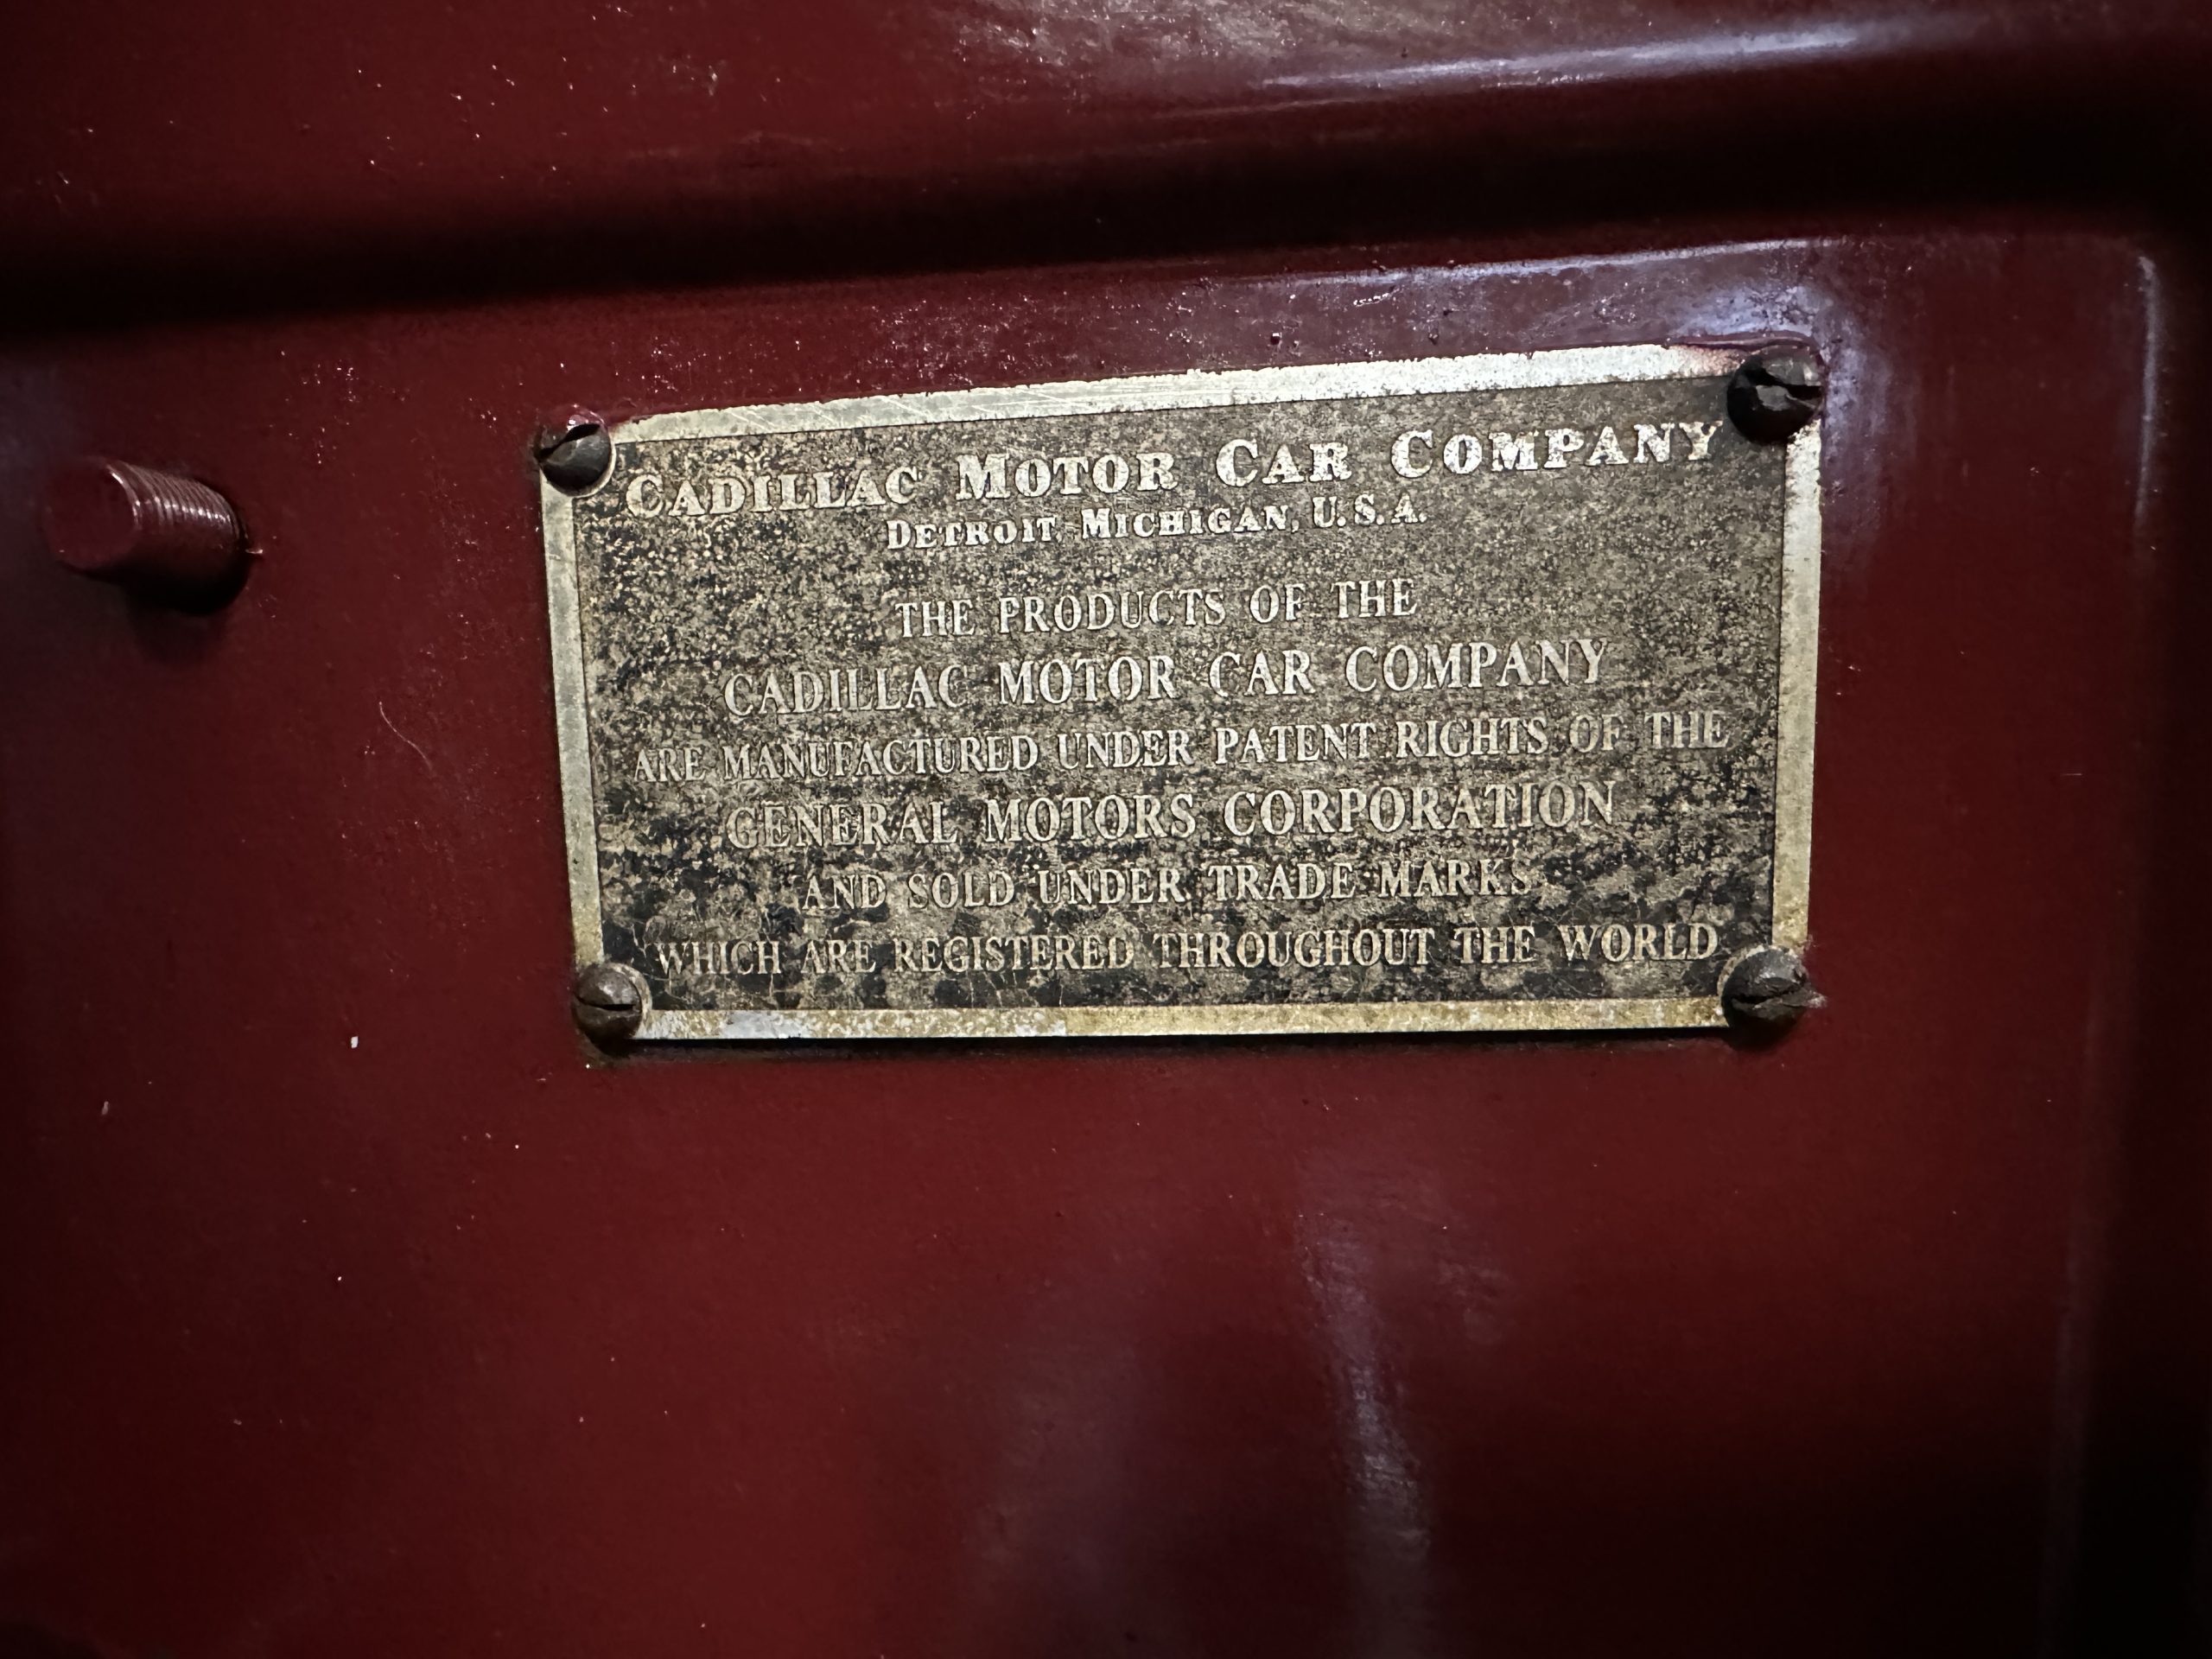 CADILLAC MOTOR CAR COMPANY
DETROIT, MICHIGAN, U.S.A.
THE PRODUCTS OF THE
CADILLAC MOTOR CAR COMPANY
ARE MANUFACTURED UNDER PATENT RIGHTS OF THE
GENERAL MOTORS CORPORATION
AND SOLD UNDER TRADE MARKS
WHICH ARE REGISTERED THROUGHOUT THE WORLD